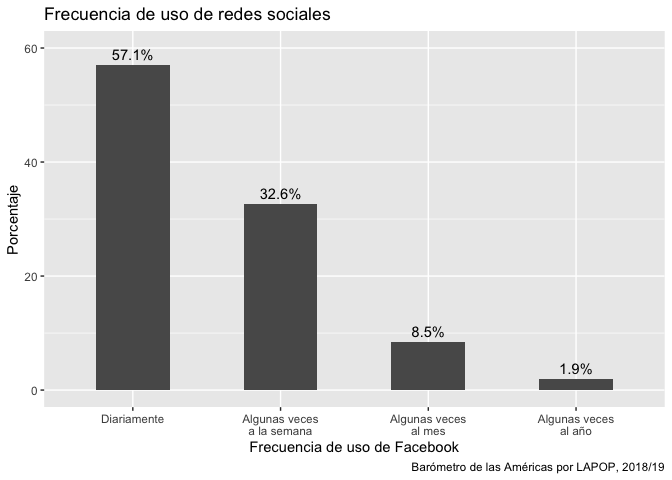 Frecuencia de uso de redes sociales
Porcentaje
60
40
20
0
57.1%
32.6%
8.5%
1.9%
Diariamente
Algunas veces
a la semana
Algunas veces
al mes
Algunas veces
al año
Frecuencia de uso de Facebook
Barómetro de las Américas por LAPOP, 2018/19